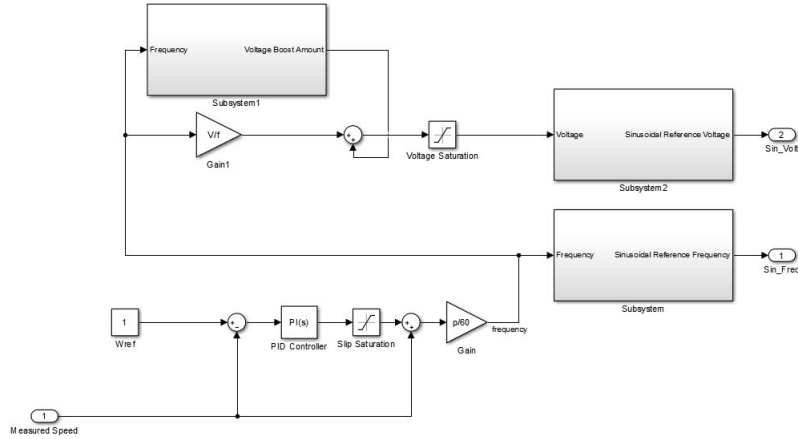 Frequency
Voltage Boost Amount
Subsystem1
V/f
Gain1
Voltage Saturation
Voltage
Sinusoidal Reference Voltage
Subsystem2
2
Sin_Volt
Frequency
Sinusoidal Reference Frequency
Subsystem
1
Sin_Freq
1
Wref
PI(s)
PID Controller
Slip Saturation
p/60
Gain
frequency
1
Measured Speed